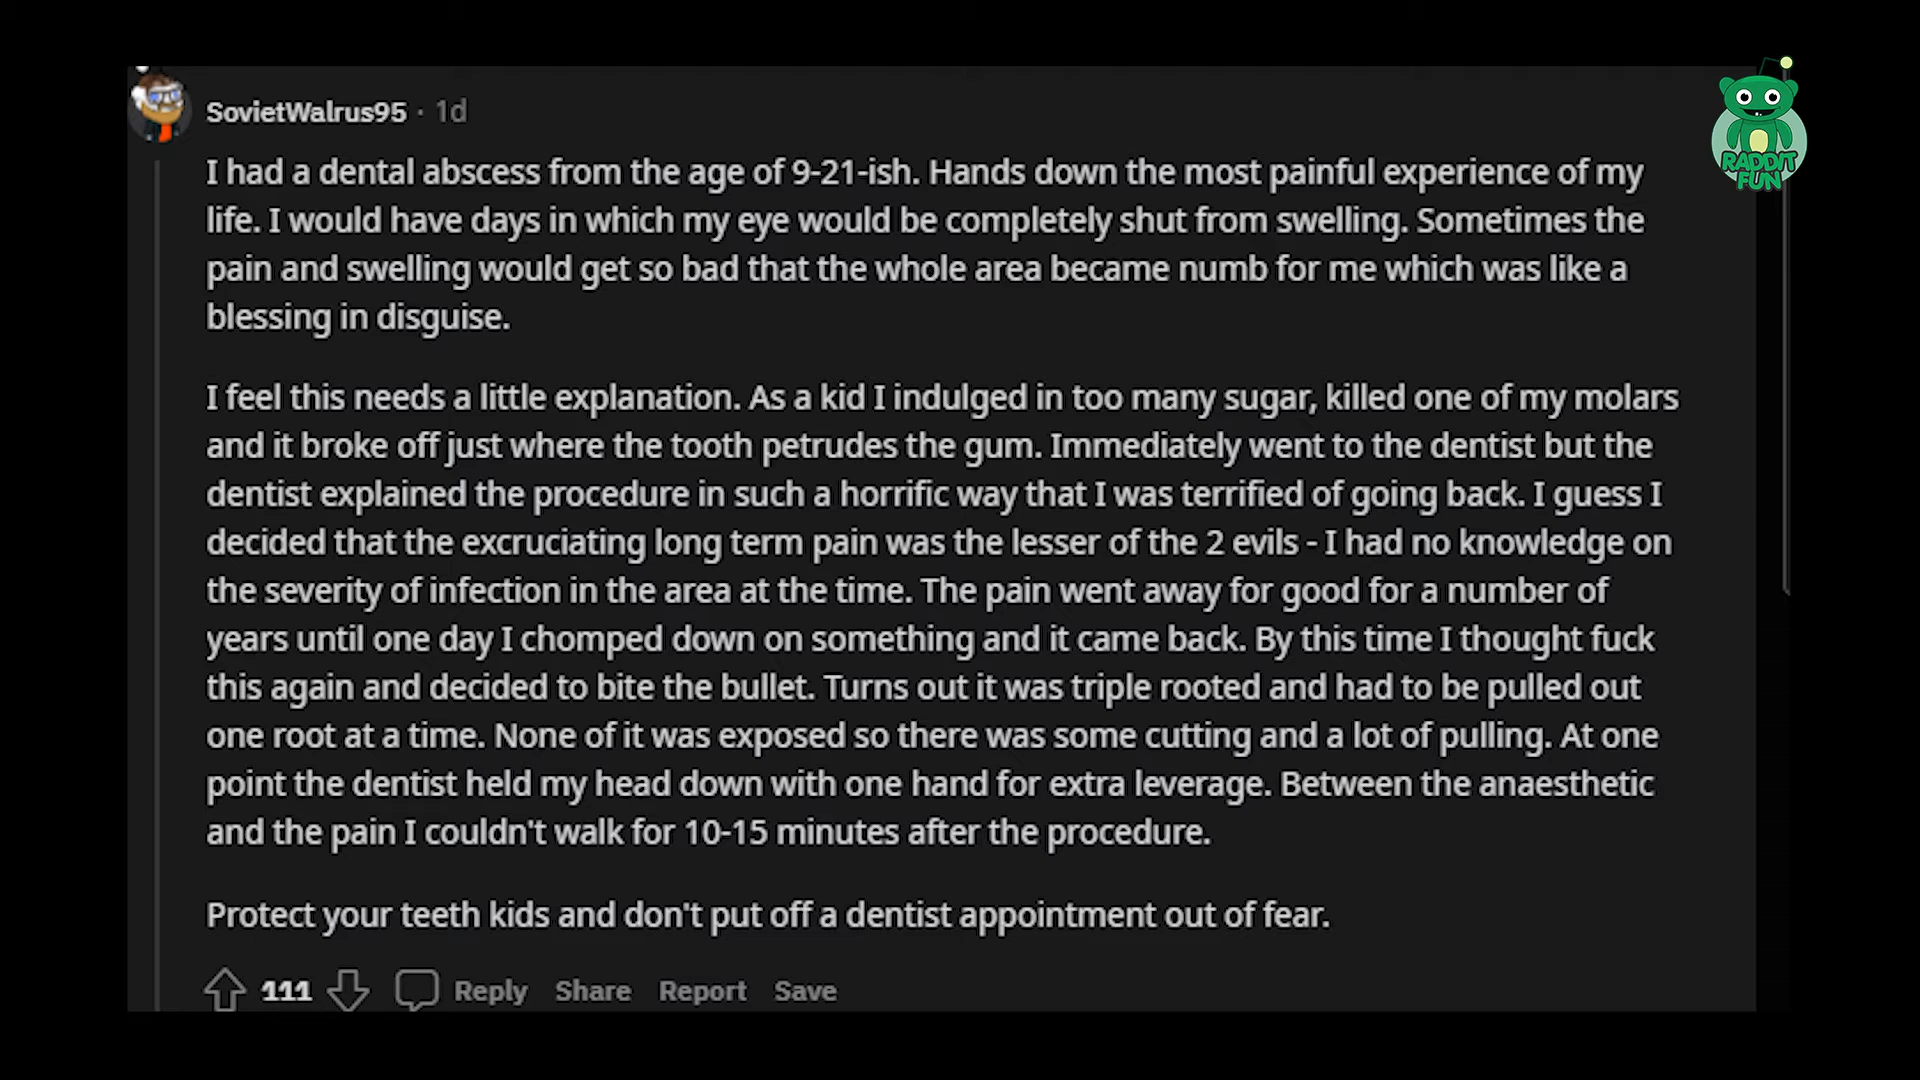 SovietWalrus95 · 1d
RADDIT
FUN
I had a dental abscess from the age of 9-21-ish. Hands down the most painful experience of my
life. I would have days in which my eye would be completely shut from swelling. Sometimes the
pain and swelling would get so bad that the whole area became numb for me which was like a
blessing in disguise.
I feel this needs a little explanation. As a kid I indulged in too many sugar, killed one of my molars
and it broke off just where the tooth petrudes the gum. Immediately went to the dentist but the
dentist explained the procedure in such a horrific way that I was terrified of going back. I guess I
decided that the excruciating long term pain was the lesser of the 2 evils - I had no knowledge on
the severity of infection in the area at the time. The pain went away for good for a number of
years until one day I chomped down on something and it came back. By this time I thought fuck
this again and decided to bite the bullet. Turns out it was triple rooted and had to be pulled out
one root at a time. None of it was exposed so there was some cutting and a lot of pulling. At one
point the dentist held my head down with one hand for extra leverage. Between the anaesthetic
and the pain I couldn't walk for 10-15 minutes after the procedure.
Protect your teeth kids and don't put off a dentist appointment out of fear.
111 Reply Share Report Save